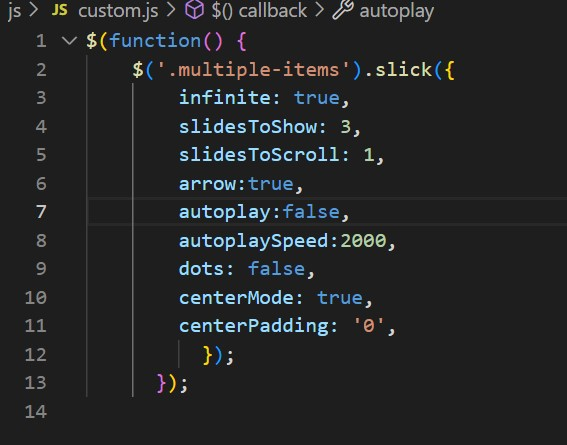 js > JS custom.js > $() callback > autoplay
1 $(function() {
2 $('.multiple-items').slick({
3 infinite: true,
4 slidesToShow: 3,
5 slidesToScroll: 1,
6 arrow:true,
7 autoplay:false,
8 autoplaySpeed:2000,
9 dots: false,
10 centerMode: true,
11 centerPadding: '0',
12 });
13 });
14